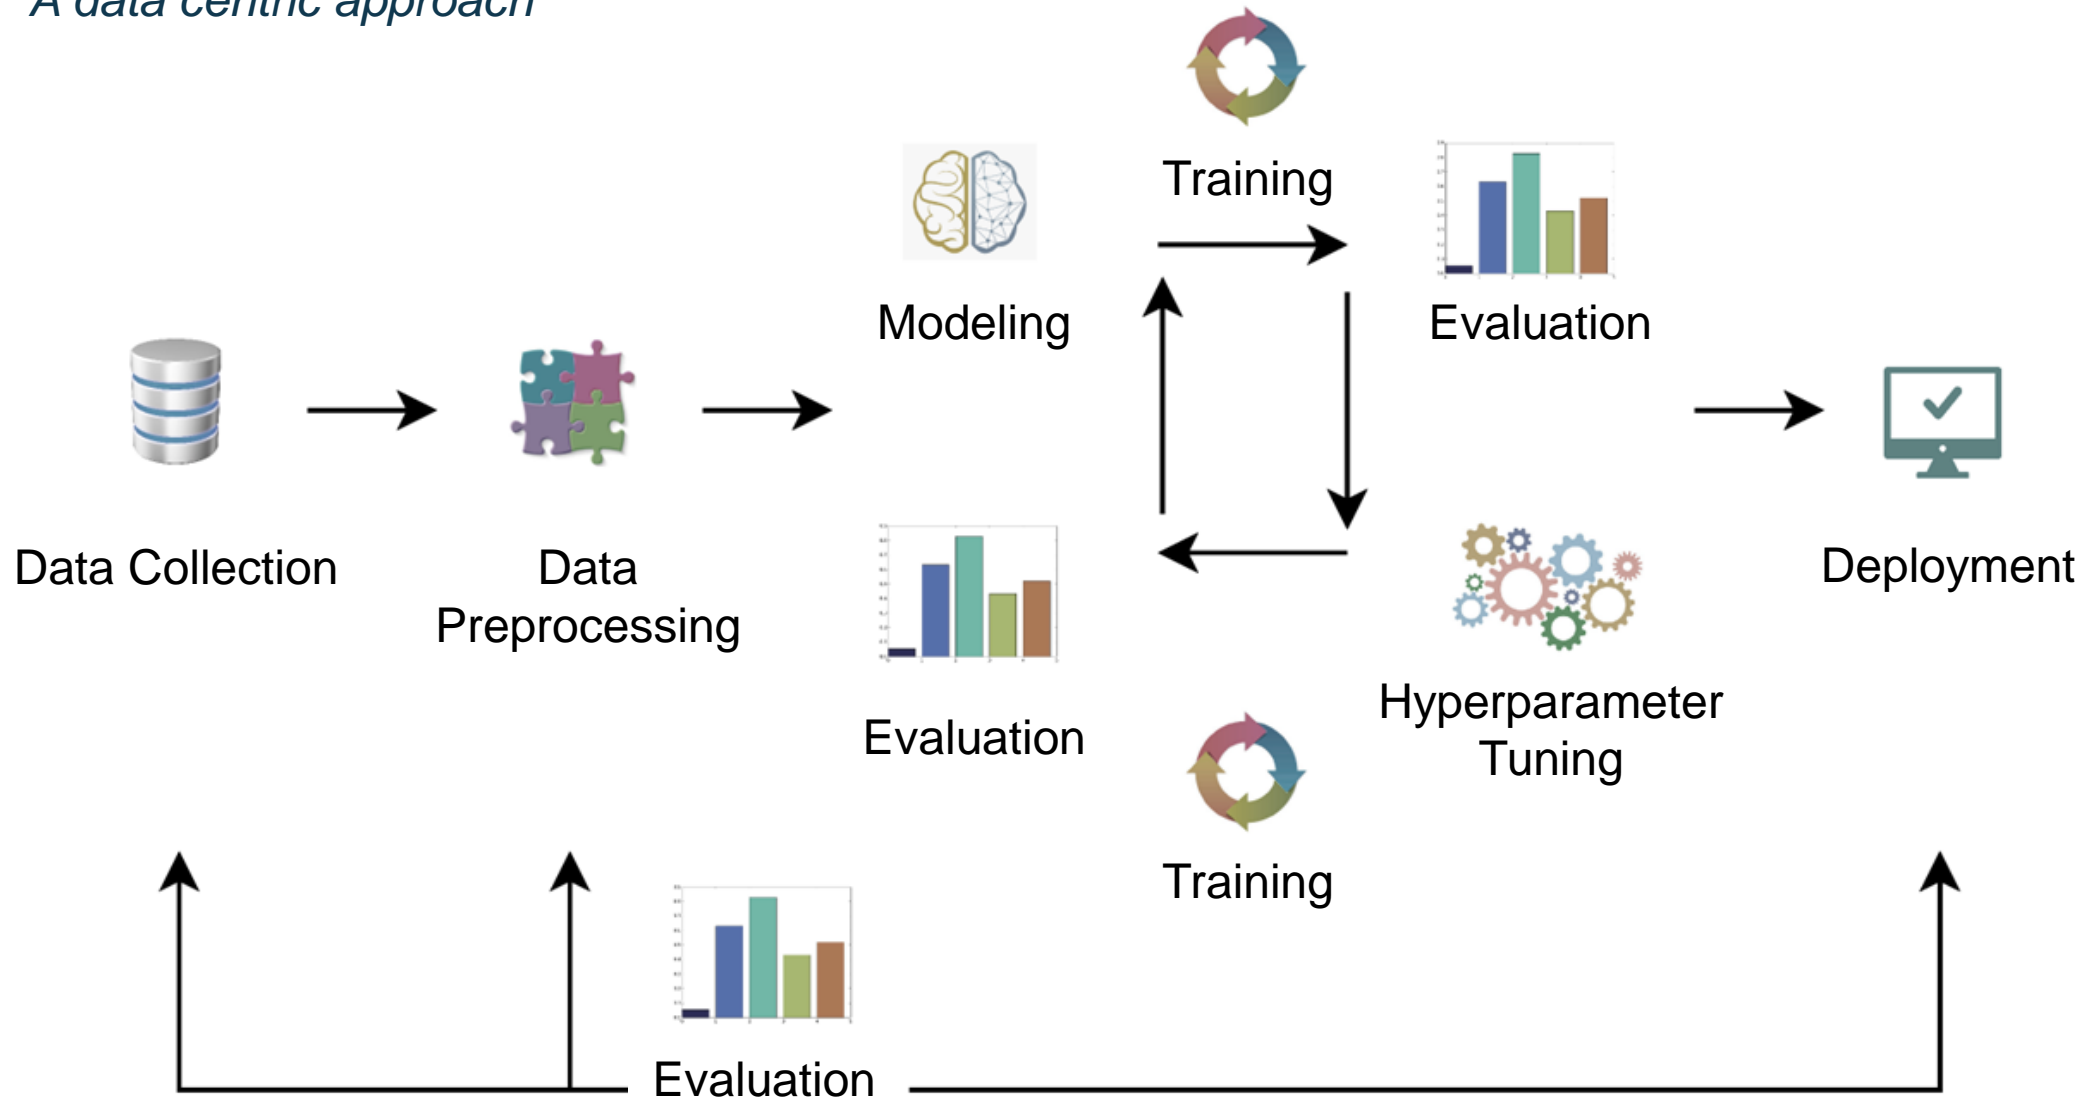 A data centric approach
Training
Modeling
Evaluation
Data Collection
Data
Preprocessing
Deployment
Evaluation
Hyperparameter
Tuning
Training
Evaluation